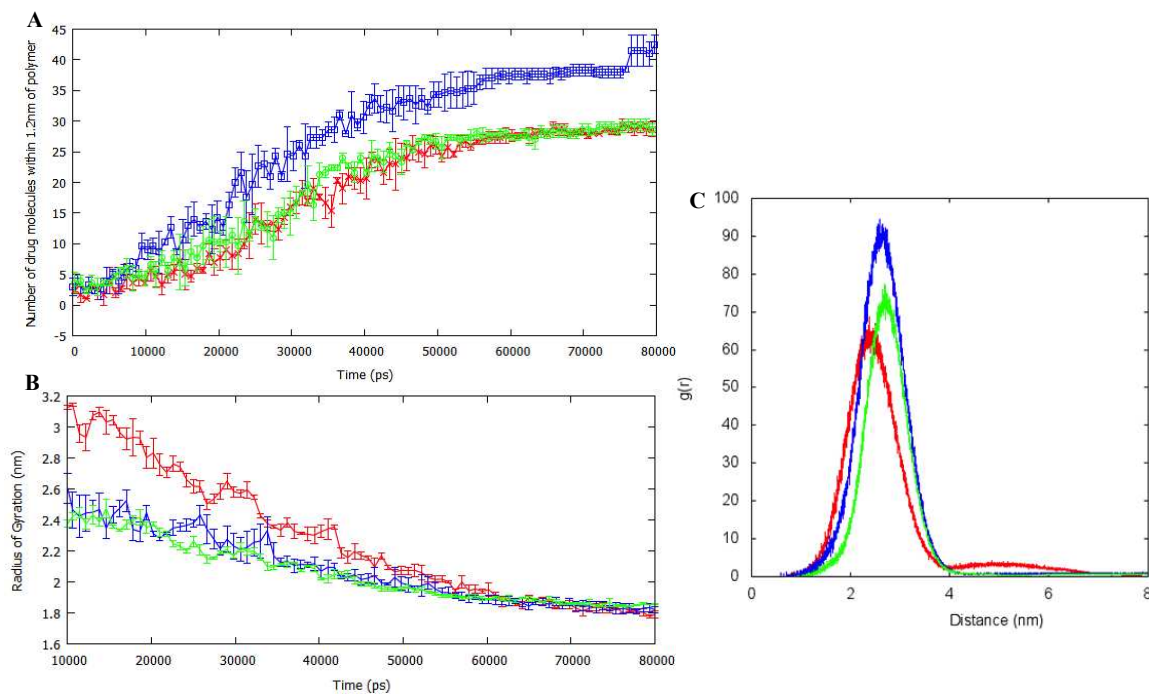 A
Number of drug molecules within 1.2nm of polymer
45
40
35
30
25
20
15
10
5
0
-5
0 10000 20000 30000 40000 50000 60000 70000 80000
Time (ps)
B
Radius of Gyration (nm)
3.2
3
2.8
2.6
2.4
2.2
2
1.8
1.6
10000 20000 30000 40000 50000 60000 70000 80000
Time (ps)
C
g(r)
100
90
80
70
60
50
40
30
20
10
0
0 2 4 6 8
Distance (nm)